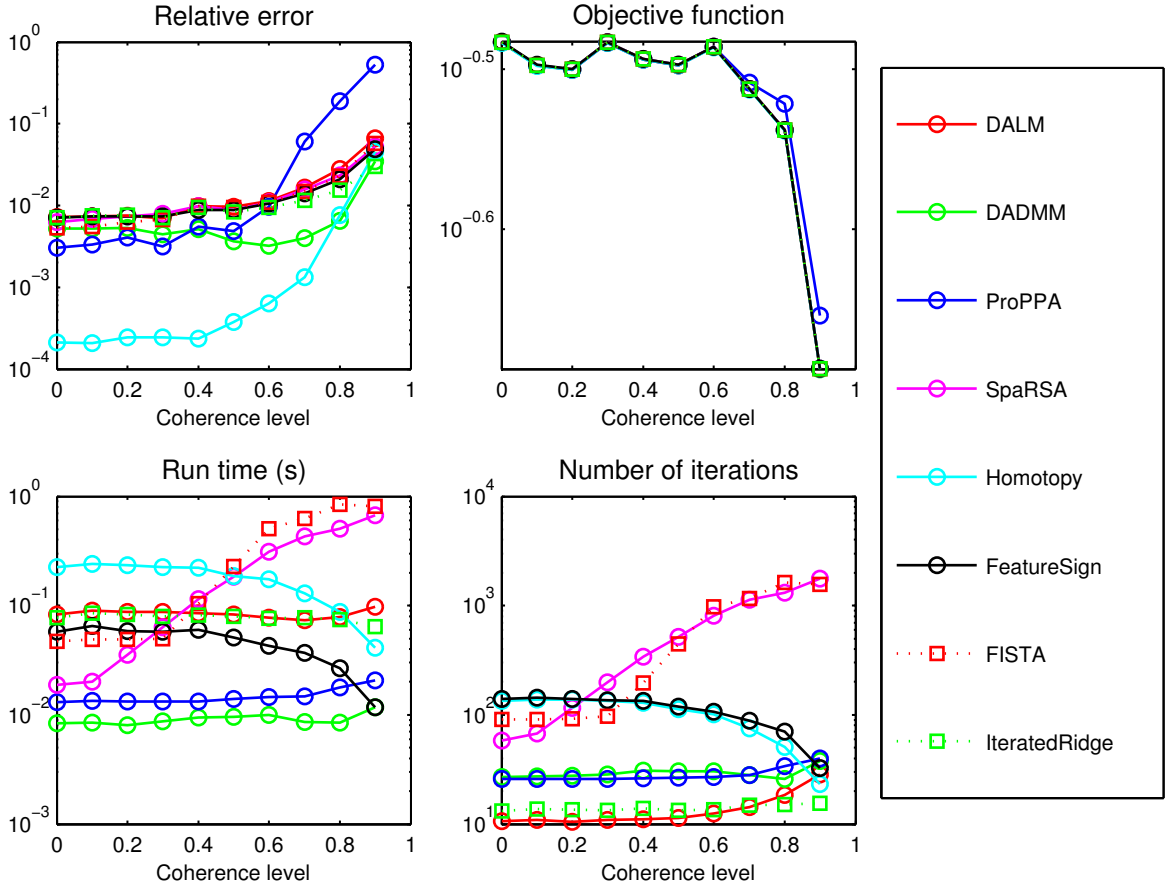 Relative error
10^0
10^-1
10^-2
10^-3
10^-4
0 0.2 0.4 0.6 0.8 1
Coherence level
Objective function
10^-0.5
10^-0.6
0 0.2 0.4 0.6 0.8 1
Coherence level
Run time (s)
10^0
10^-1
10^-2
10^-3
0 0.2 0.4 0.6 0.8 1
Coherence level
Number of iterations
10^4
10^3
10^2
10^1
0 0.2 0.4 0.6 0.8 1
Coherence level
DALM
DADMM
ProPPA
SpaRSA
Homotopy
FeatureSign
FISTA
IteratedRidge